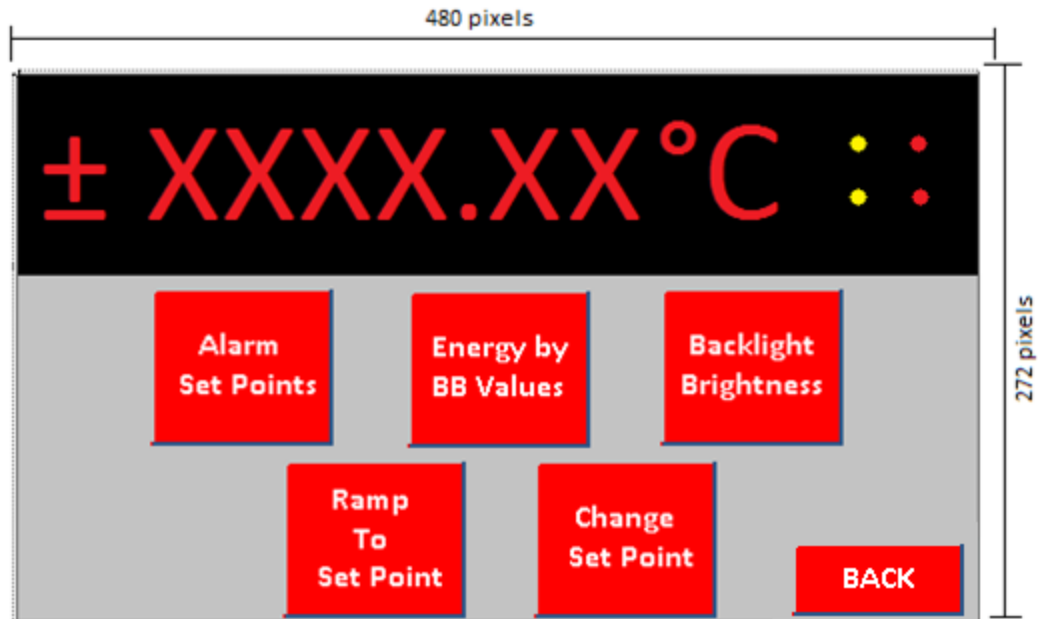 480 pixels
± XXXX.XX°C
272 pixels
Alarm
Set Points
Energy by
BB Values
Backlight
Brightness
Ramp
To
Set Point
Change
Set Point
BACK